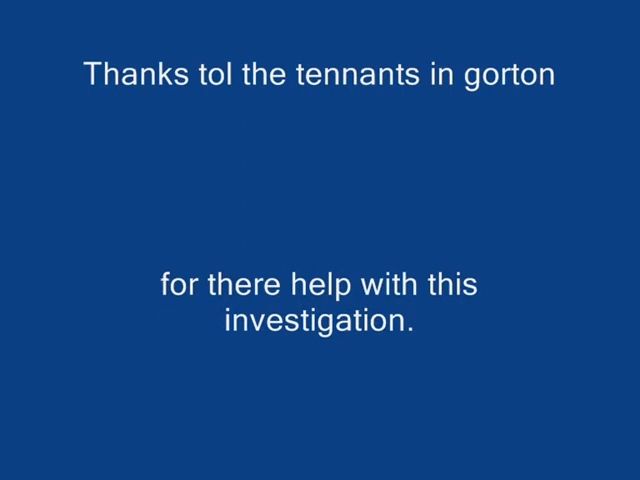 Thanks tol the tennants in gorton
for there help with this
investigation.